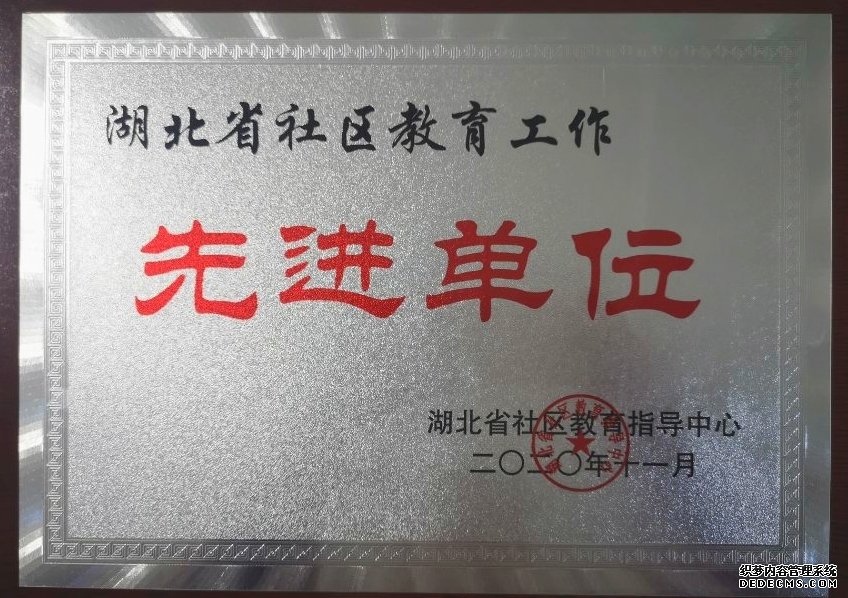 湖北省社区教育工作
先进单位
湖北省社区教育指导中心
二〇二〇年十一月
织梦内容管理系统
DEDECMS.COM